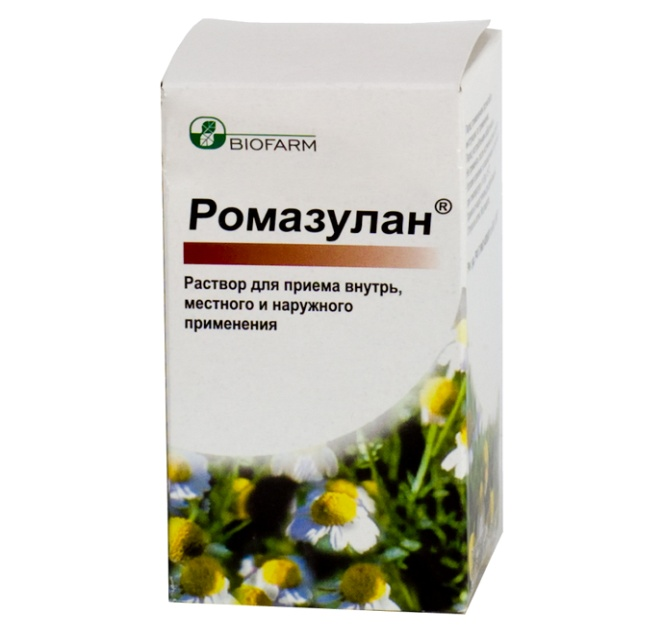 BIOFARM
Ромазулан®
Раствор для приема внутрь,
местного и наружного
применения